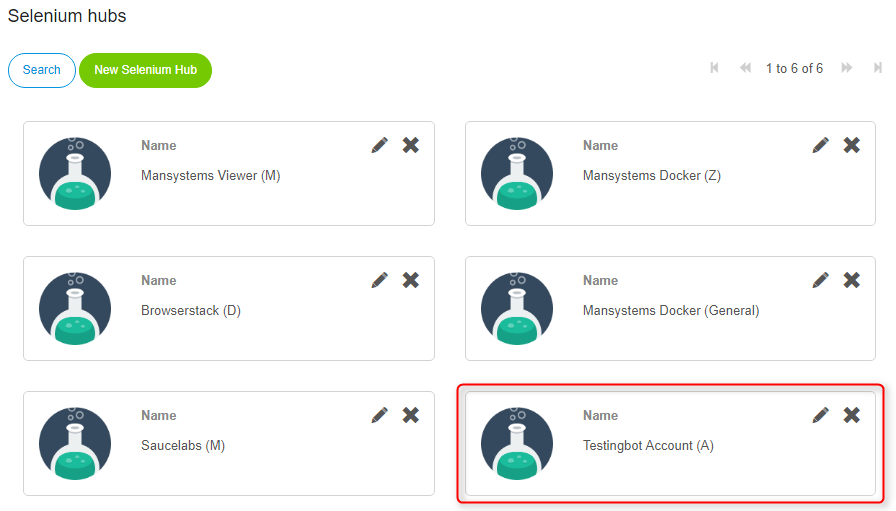 Selenium hubs
Search
New Selenium Hub
1 to 6 of 6
Name
Mansystems Viewer (M)
Name
Mansystems Docker (Z)
Name
Browserstack (D)
Name
Mansystems Docker (General)
Name
Saucelabs (M)
Name
Testingbot Account (A)